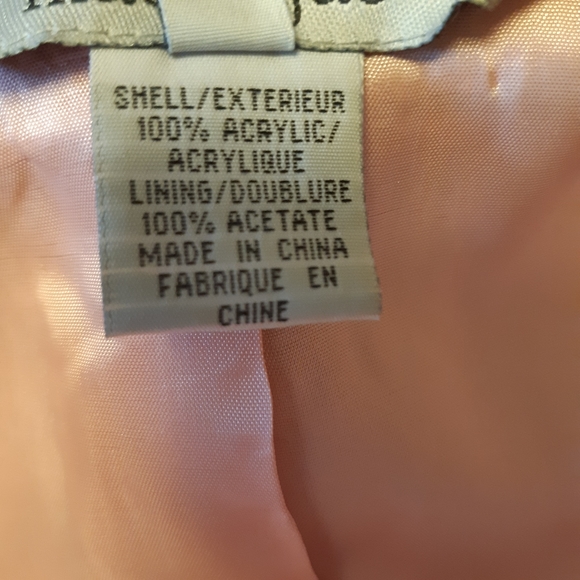 SHELL/EXTERIEUR
100% ACRYLIC/
ACRYLIQUE
LINING/DOUBLURE
100% ACETATE
MADE IN CHINA
FABRIQUE EN
CHINE